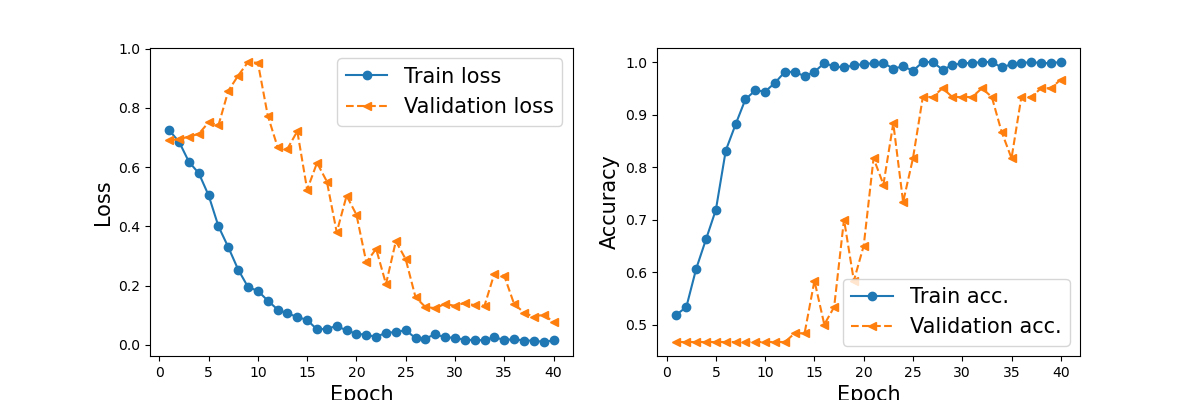 1.0
0.8
0.6
0.4
0.2
0.0
Loss
0 5 10 15 20 25 30 35 40
Epoch
Train loss
Validation loss
1.0
0.9
0.8
0.7
0.6
0.5
Accuracy
0 5 10 15 20 25 30 35 40
Epoch
Train acc.
Validation acc.